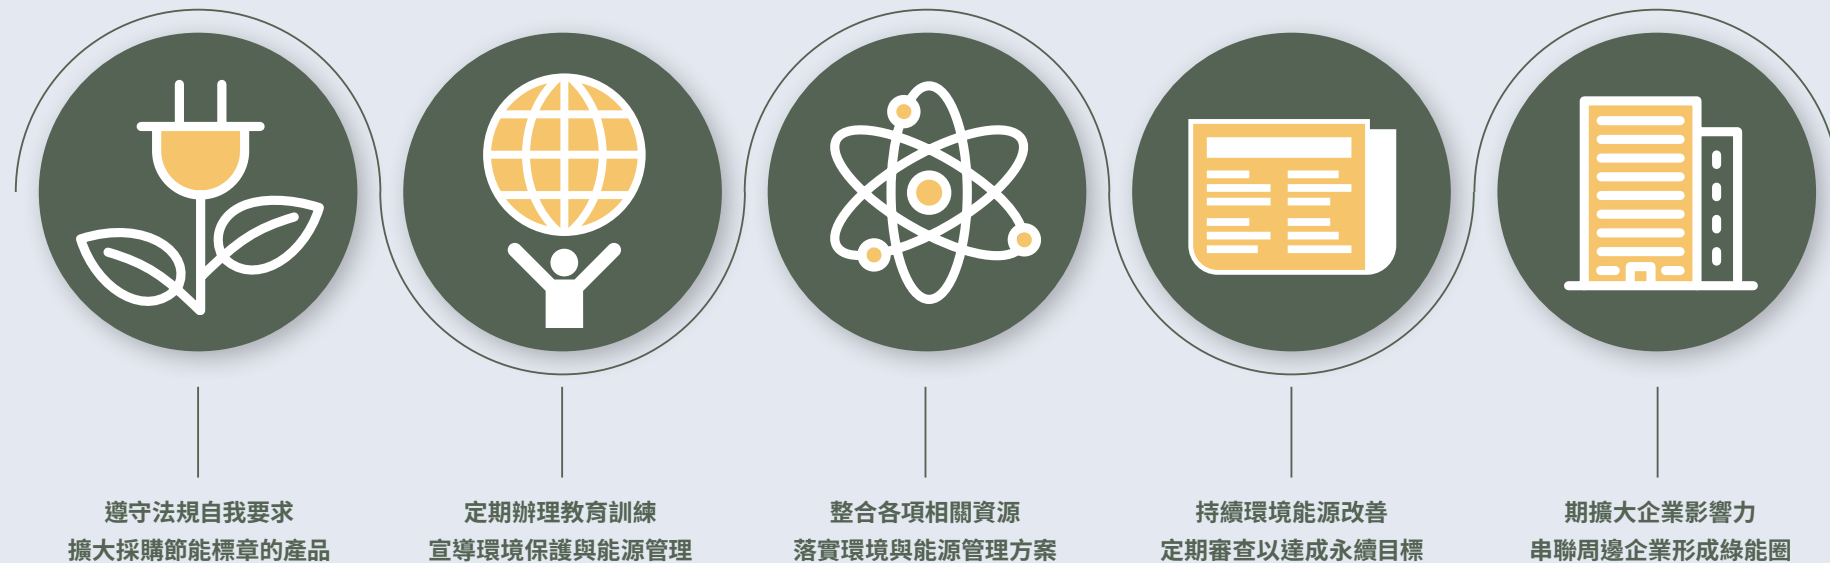 遵守法規自我要求
擴大採購節能標章的產品
定期辦理教育訓練
宣導環境保護與能源管理
整合各項相關資源
落實環境與能源管理方案
持續環境能源改善
定期審查以達成永續目標
期擴大企業影響力
串聯周邊企業形成綠能圈